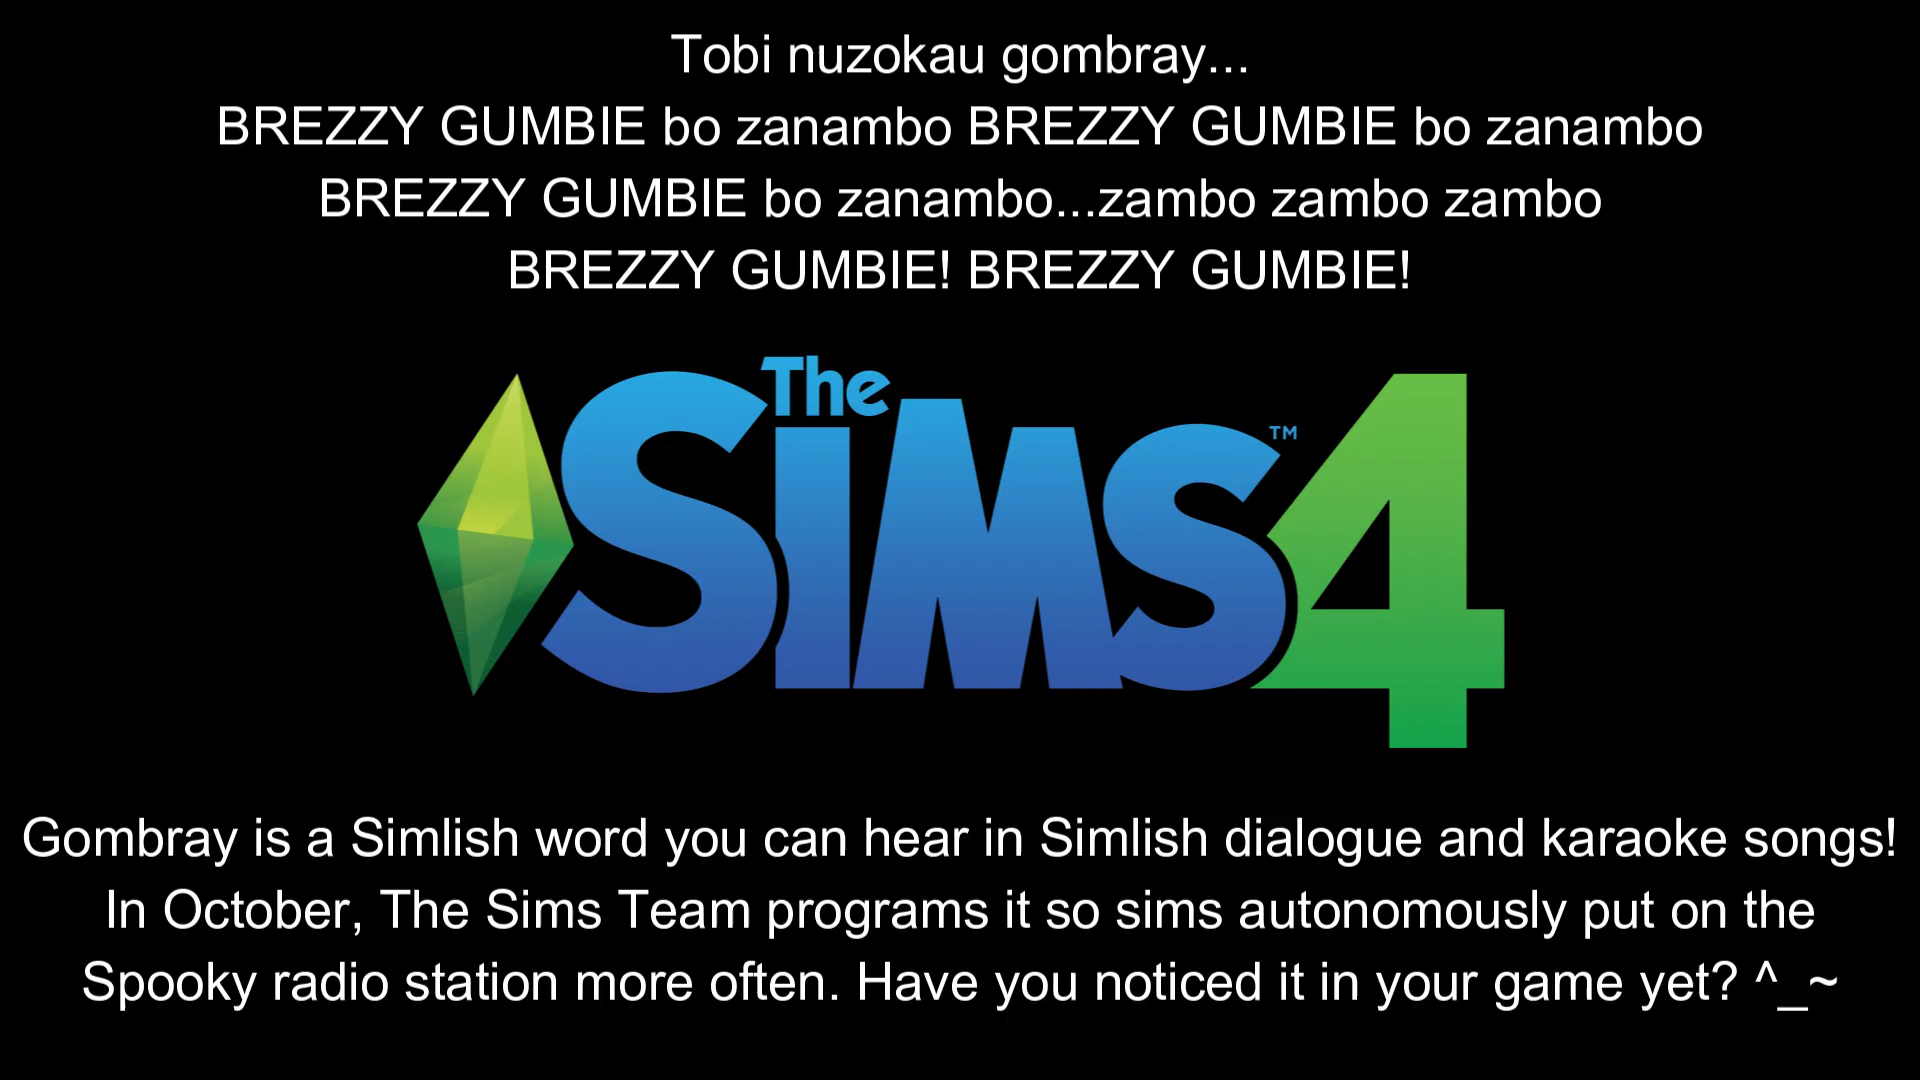 Tobi nuzokau gombray...
BREZZY GUMBIE bo zanambo BREZZY GUMBIE bo zanambo
BREZZY GUMBIE bo zanambo...zambo zambo zambo
BREZZY GUMBIE! BREZZY GUMBIE!
The
SiMS 4 ™
Gombray is a Simlish word you can hear in Simlish dialogue and karaoke songs!
In October, The Sims Team programs it so sims autonomously put on the
Spooky radio station more often. Have you noticed it in your game yet? ^_~